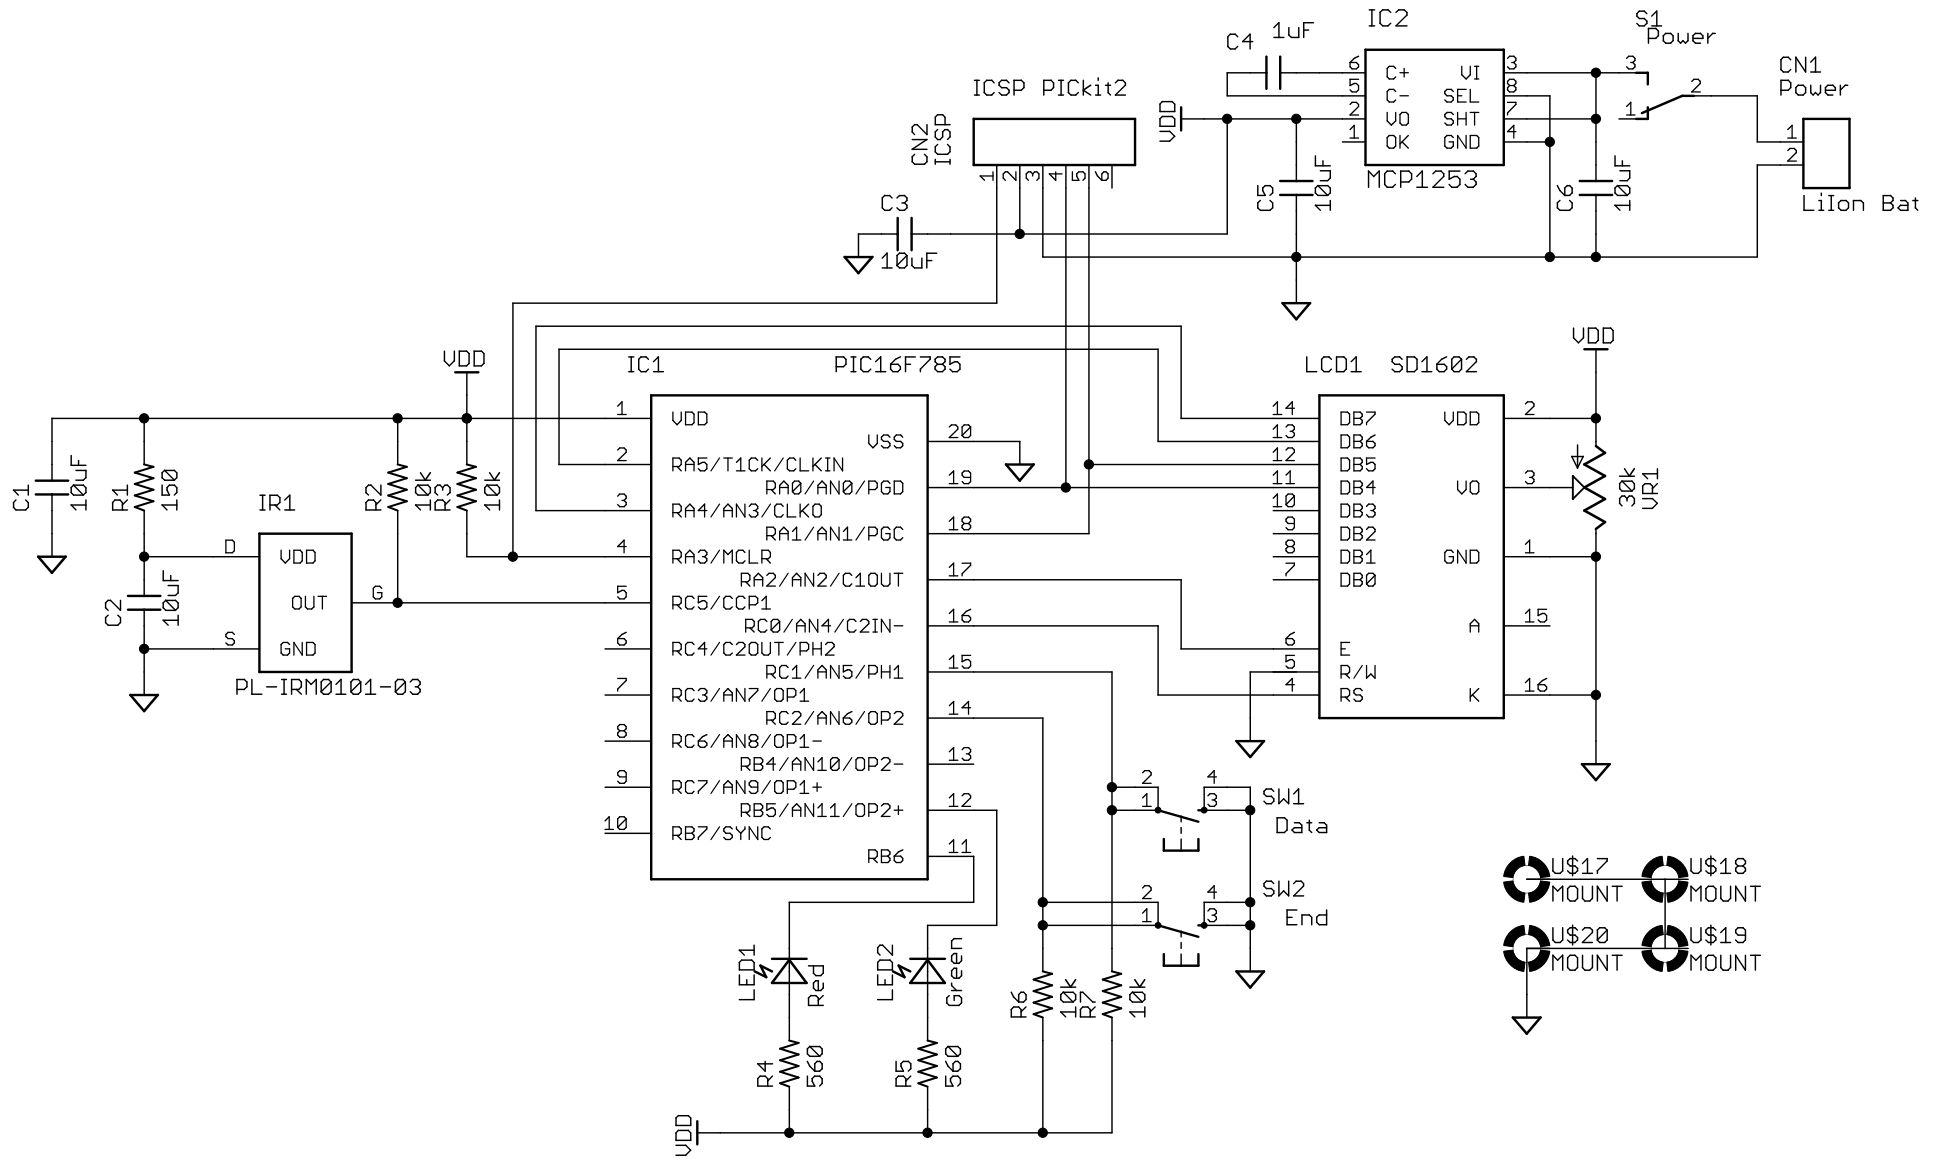 IC2
S1
Power
C4
1uF
6
5
2
1
C+
C-
VO
OK
VI
SEL
SHT
GND
3
8
7
4
MCP1253
3
1
2
CN1
Power
1
2
LiIon Bat
ICSP PICkit2
CN2
ICSP
1
2
3
4
5
6
VDD
C5
10uF
C6
10uF
C3
10uF
VDD
IC1
PIC16F785
1
2
3
4
5
6
7
8
9
10
VDD
RA5/T1CK/CLKIN
RA4/AN3/CLKO
RA3/MCLR
RC5/CCP1
RC4/C2OUT/PH2
RC3/AN7/OP1
RC6/AN8/OP1-
RC7/AN9/OP1+
RB7/SYNC
VSS
RA0/AN0/PGD
RA1/AN1/PGC
RA2/AN2/C1OUT
RC0/AN4/C2IN-
RC1/AN5/PH1
RC2/AN6/OP2
RB4/AN10/OP2-
RB5/AN11/OP2+
RB6
20
19
18
17
16
15
14
13
12
11
C1
10uF
R1
150
C2
10uF
R2
10k
R3
10k
IR1
D
S
G
VDD
OUT
GND
PL-IRM0101-03
LCD1
SD1602
14
13
12
11
10
9
8
7
6
5
4
DB7
DB6
DB5
DB4
DB3
DB2
DB1
DB0
E
R/W
RS
VDD
VO
GND
A
K
2
3
1
15
16
VDD
30k
VR1
2
1
4
3
SW1
Data
2
1
4
3
SW2
End
LED1
Red
LED2
Green
R4
560
R5
560
R6
10k
R7
10k
VDD
U$17
MOUNT
U$18
MOUNT
U$20
MOUNT
U$19
MOUNT